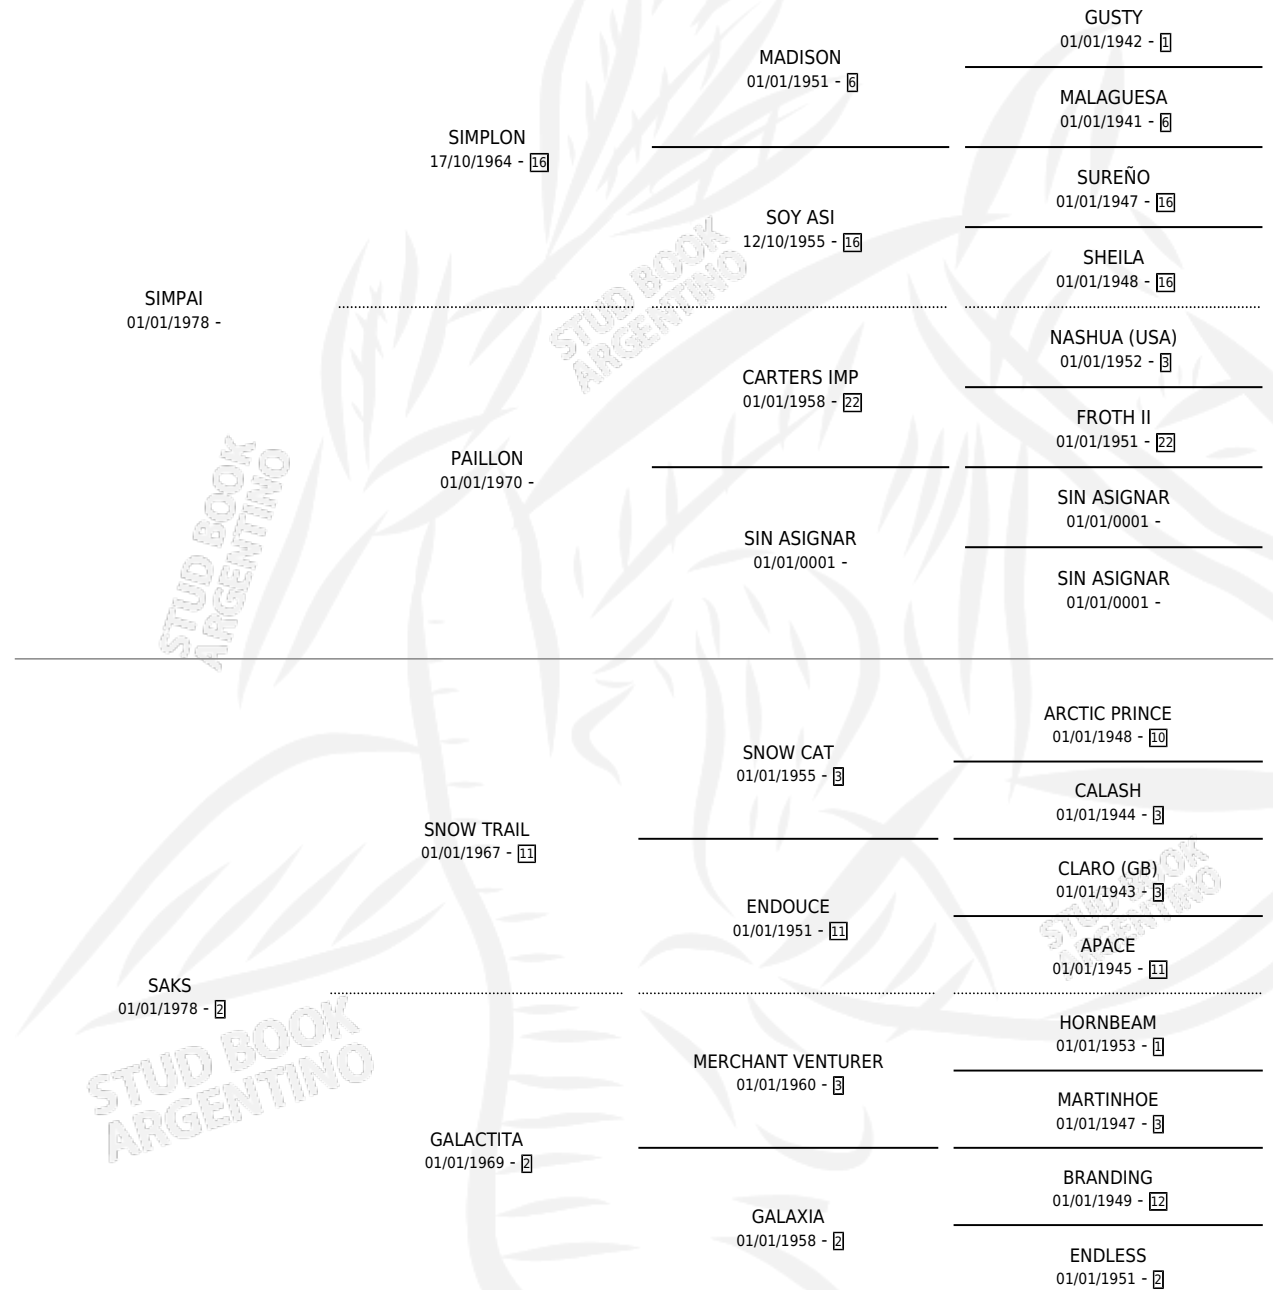 GUSTY
01/01/1942 - 1
MADISON
01/01/1951 - 6
MALAGUESA
01/01/1941 - 6
SIMPLON
17/10/1964 - 16
SUREÑO
01/01/1947 - 16
SOY ASI
12/10/1955 - 16
SHEILA
01/01/1948 - 16
SIMPAI
01/01/1978 -
NASHUA (USA)
01/01/1952 - 3
CARTERS IMP
01/01/1958 - 22
FROTH II
01/01/1951 - 22
PAILLON
01/01/1970 -
SIN ASIGNAR
01/01/0001 -
SIN ASIGNAR
01/01/0001 -
SIN ASIGNAR
01/01/0001 -
STUD BOOK
ARGENTINO
STUD BOOK
ARGENTINO
ARCTIC PRINCE
01/01/1948 - 10
SNOW CAT
01/01/1955 - 3
CALASH
01/01/1944 - 3
SNOW TRAIL
01/01/1967 - 11
CLARO (GB)
01/01/1943 - 3
ENDOUCE
01/01/1951 - 11
APACE
01/01/1945 - 11
SAKS
01/01/1978 - 2
HORNBEAM
01/01/1953 - 1
MERCHANT VENTURER
01/01/1960 - 3
MARTINHOE
01/01/1947 - 3
GALACTITA
01/01/1969 - 2
BRANDING
01/01/1949 - 12
GALAXIA
01/01/1958 - 2
ENDLESS
01/01/1951 - 2
STUD BOOK
ARGENTINO
STUD BOOK
ARGENTINO